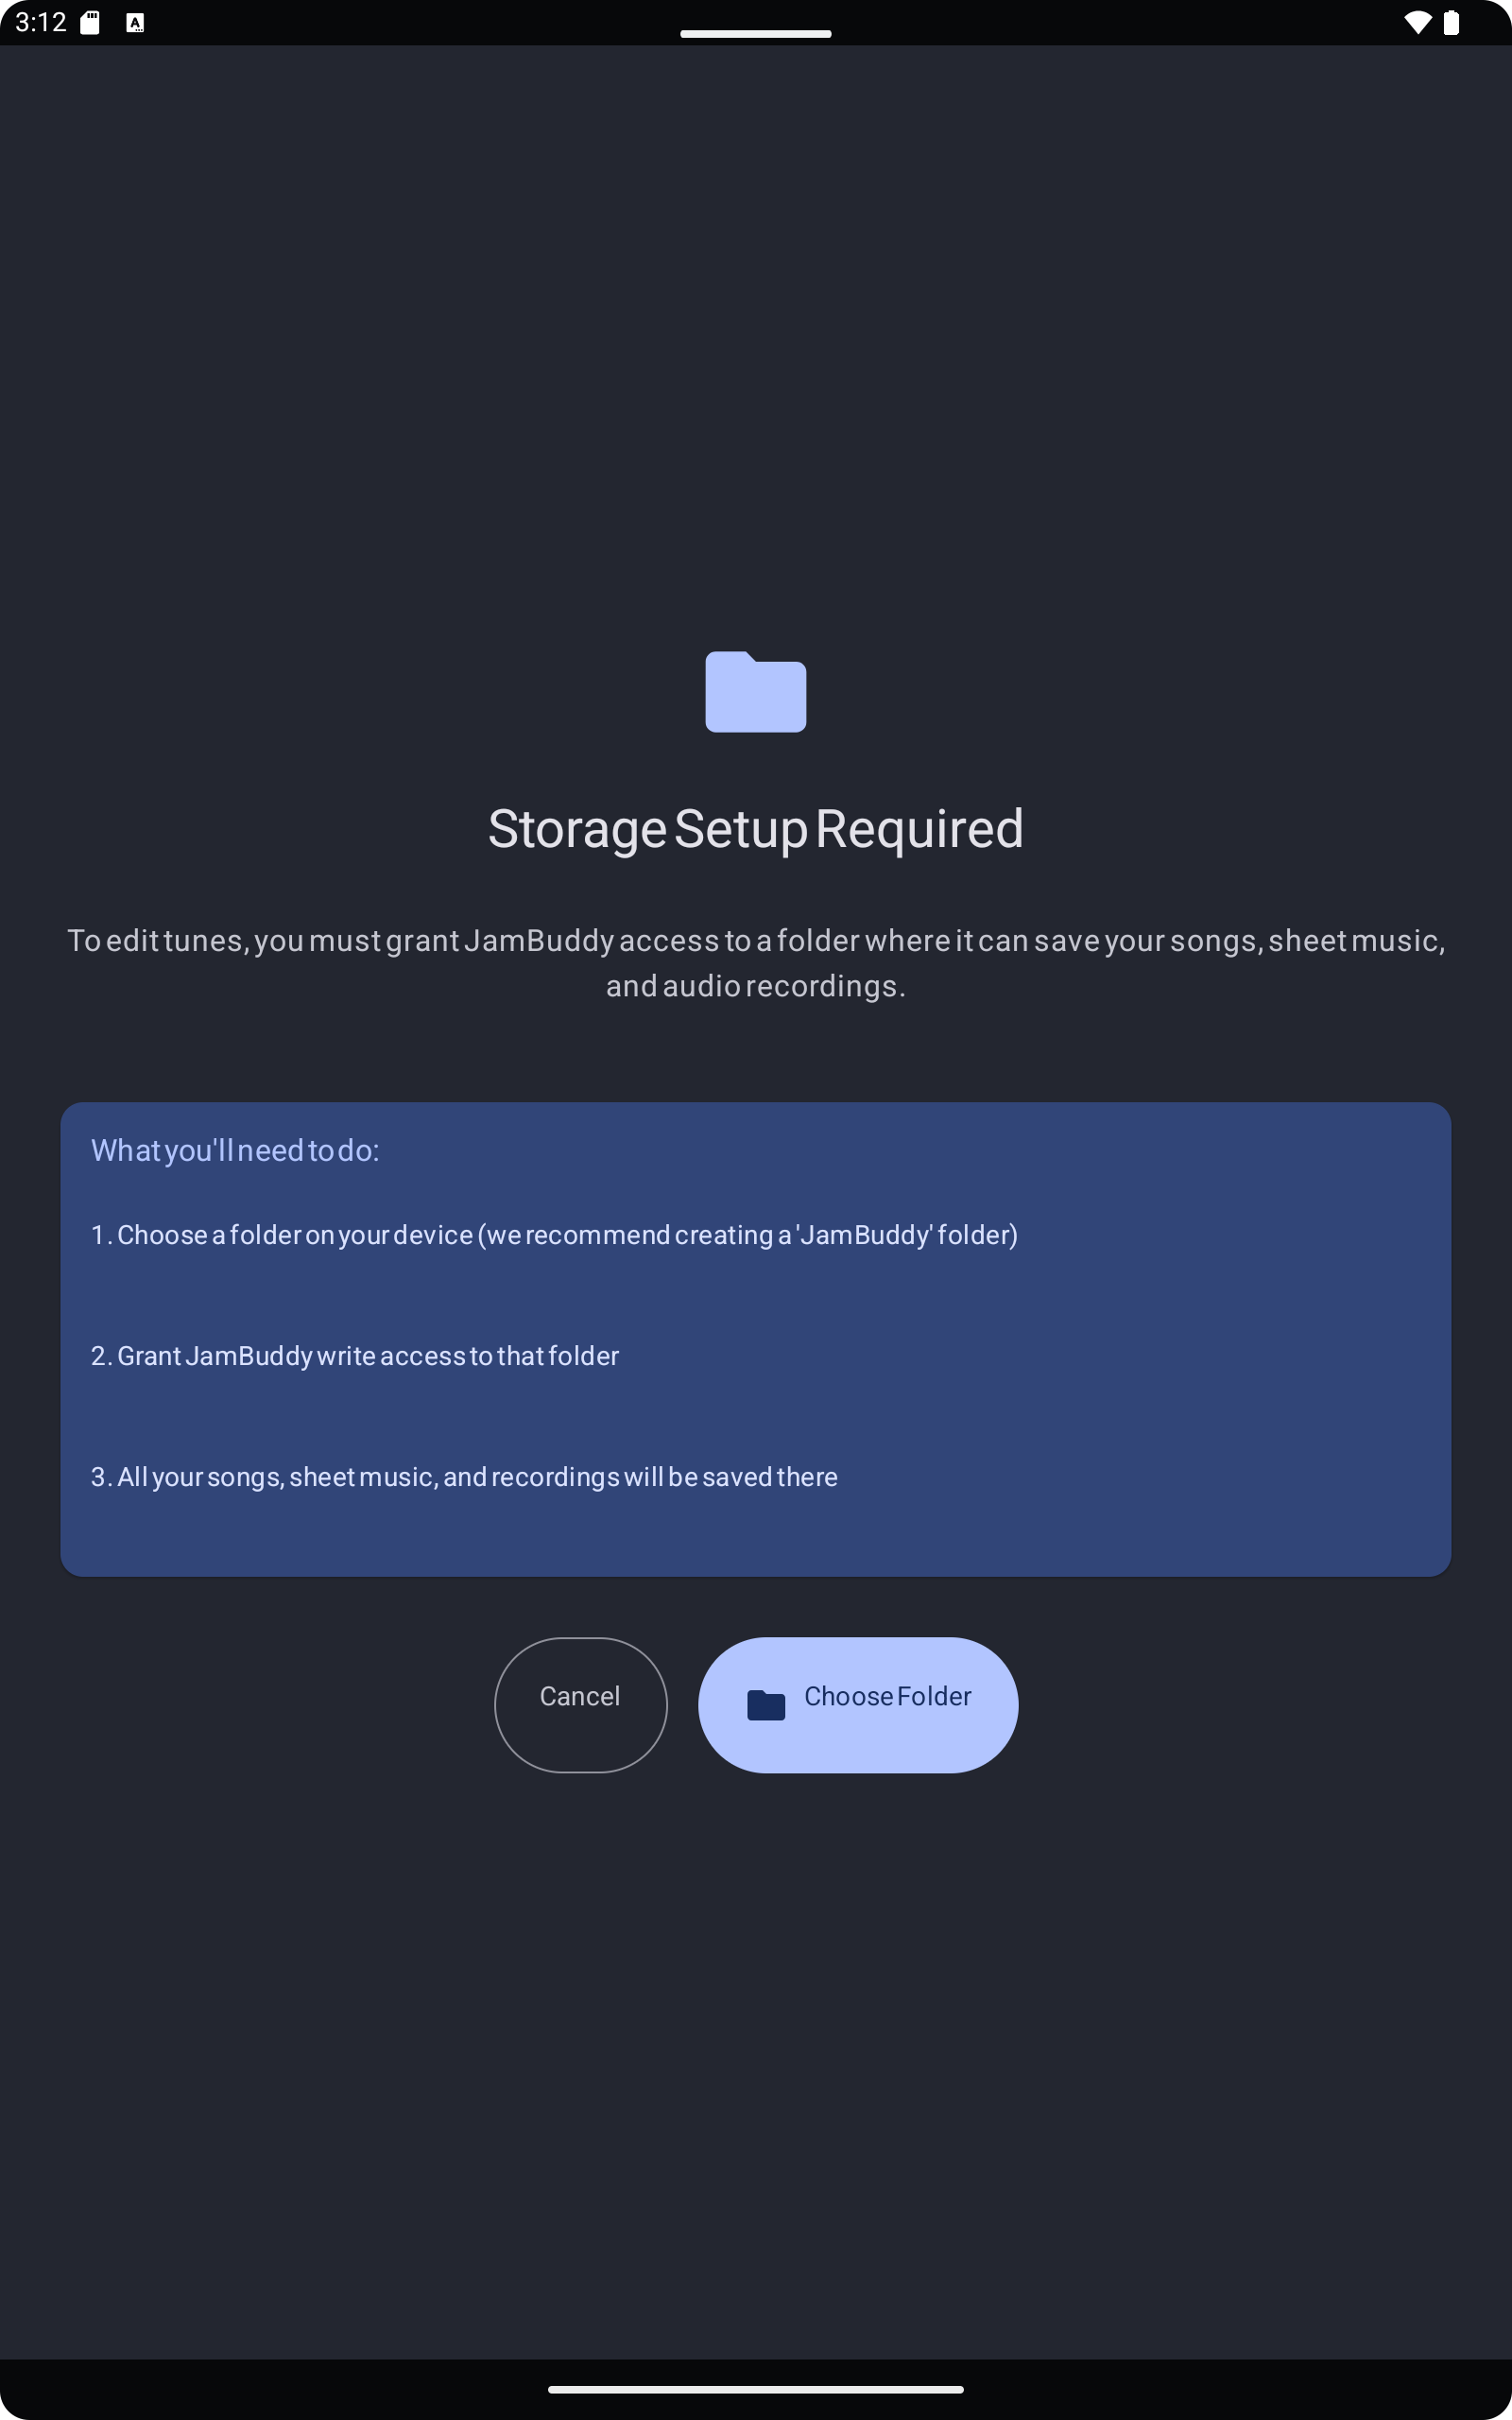 3:12
Storage Setup Required
To edit tunes, you must grant JamBuddy access to a folder where it can save your songs, sheet music,
and audio recordings.
What you'll need to do:
1. Choose a folder on your device (we recommend creating a 'JamBuddy' folder)
2. Grant JamBuddy write access to that folder
3. All your songs, sheet music, and recordings will be saved there
Cancel
Choose Folder